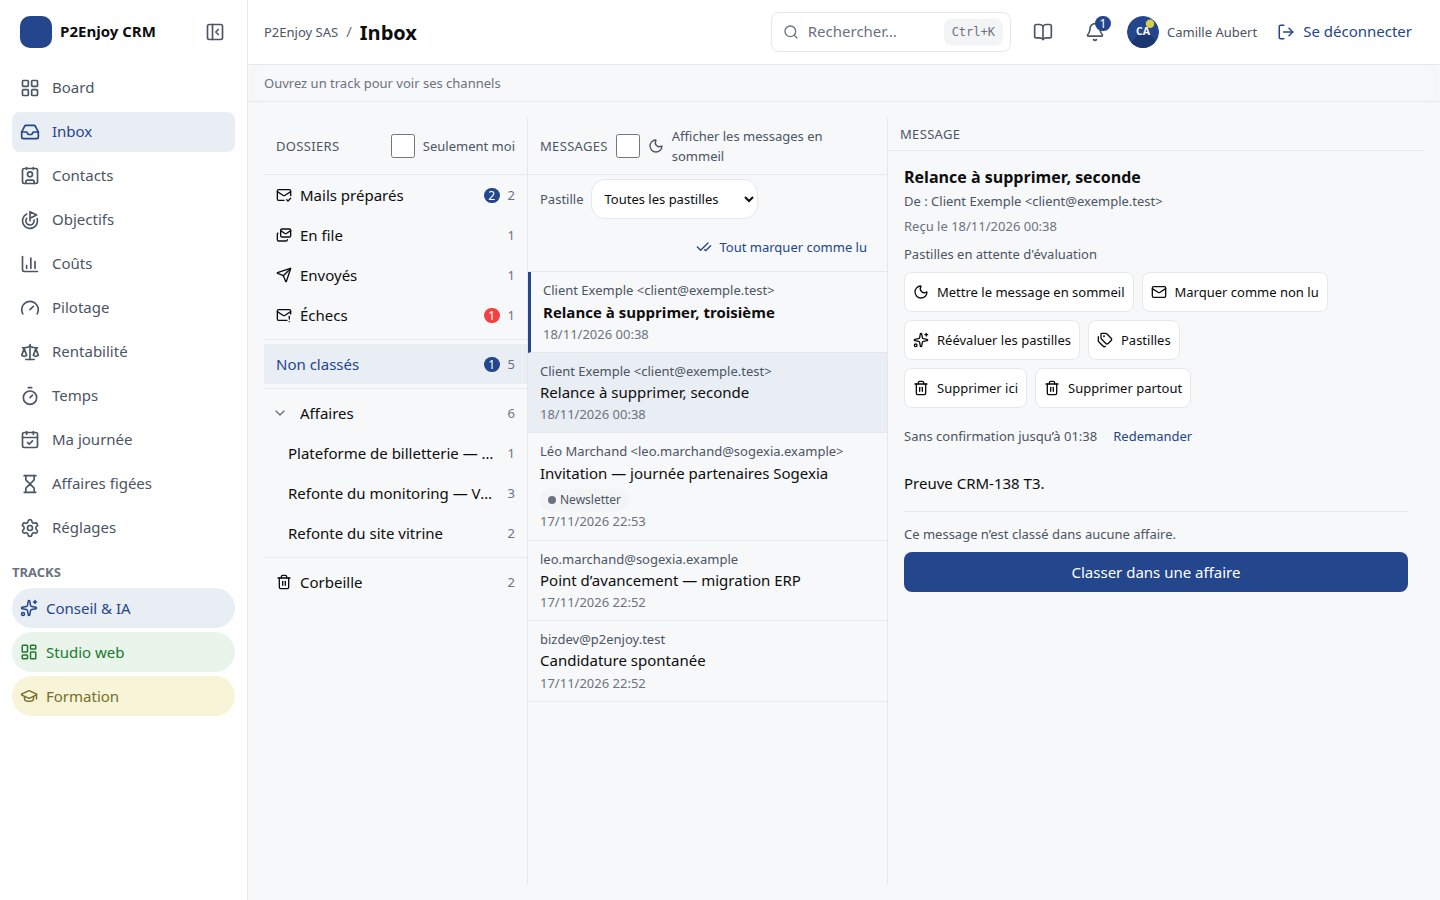 P2Enjoy CRM
Board
Inbox
Contacts
Objectifs
Coûts
Pilotage
Rentabilité
Temps
Ma journée
Affaires figées
Réglages
TRACKS
Conseil & IA
Studio web
Formation
P2Enjoy SAS / Inbox
Rechercher... Ctrl+K
1
CA Camille Aubert
Se déconnecter
Ouvrez un track pour voir ses channels
DOSSIERS Seulement moi
Mails préparés 2 2
En file 1
Envoyés 1
Échecs 1 1
Non classés 1 5
Affaires 6
Plateforme de billetterie — ... 1
Refonte du monitoring — V... 3
Refonte du site vitrine 2
Corbeille 2
MESSAGES Afficher les messages en
sommeil
Pastille Toutes les pastilles
Tout marquer comme lu
Client Exemple <client@exemple.test>
Relance à supprimer, troisième
18/11/2026 00:38
Client Exemple <client@exemple.test>
Relance à supprimer, seconde
18/11/2026 00:38
Léo Marchand <leo.marchand@sogexia.example>
Invitation — journée partenaires Sogexia
Newsletter
17/11/2026 22:53
leo.marchand@sogexia.example
Point d’avancement — migration ERP
17/11/2026 22:52
bizdev@p2enjoy.test
Candidature spontanée
17/11/2026 22:52
MESSAGE
Relance à supprimer, seconde
De : Client Exemple <client@exemple.test>
Reçu le 18/11/2026 00:38
Pastilles en attente d'évaluation
Mettre le message en sommeil Marquer comme non lu
Réévaluer les pastilles Pastilles
Supprimer ici Supprimer partout
Sans confirmation jusqu’à 01:38 Redemander
Preuve CRM-138 T3.
Ce message n’est classé dans aucune affaire.
Classer dans une affaire